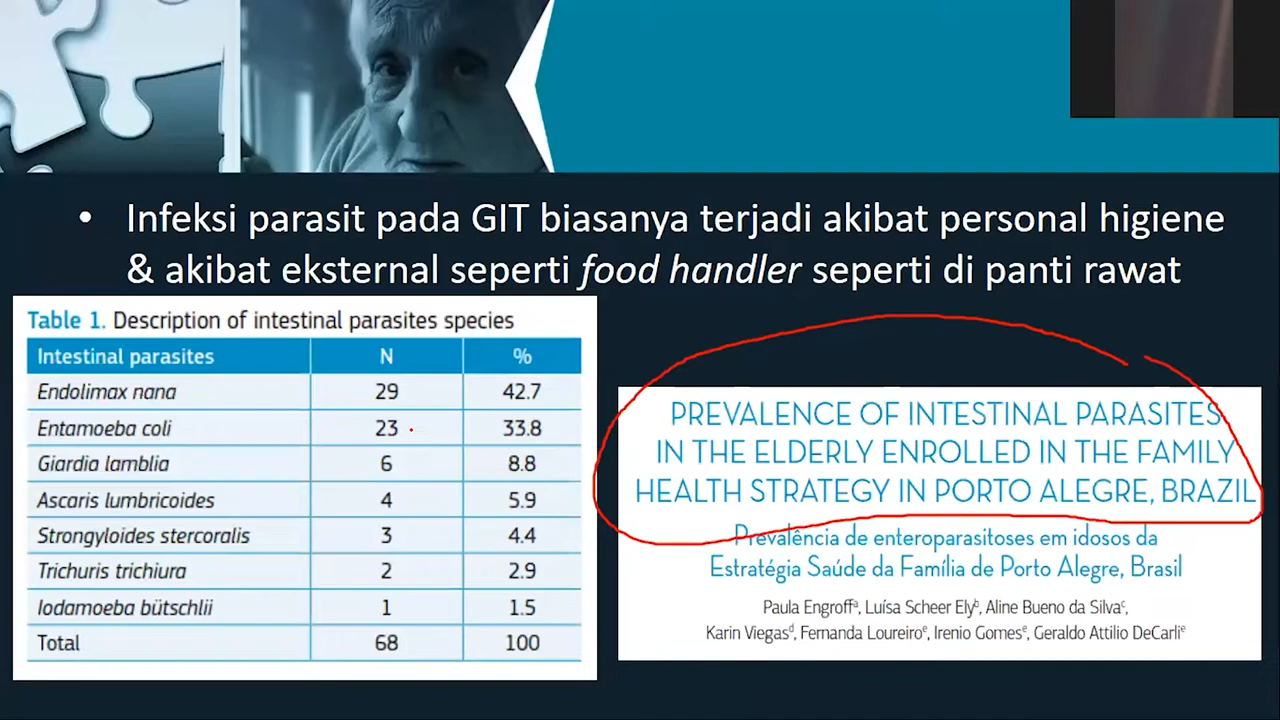 • Infeksi parasit pada GIT biasanya terjadi akibat personal higiene
& akibat eksternal seperti food handler seperti di panti rawat
Table 1. Description of intestinal parasites species
Intestinal parasites N %
Endolimax nana 29 42.7
Entamoeba coli 23 33.8
Giardia lamblia 6 8.8
Ascaris lumbricoides 4 5.9
Strongyloides stercoralis 3 4.4
Trichuris trichiura 2 2.9
Iodamoeba bütschlii 1 1.5
Total 68 100
PREVALENCE OF INTESTINAL PARASITES
IN THE ELDERLY ENROLLED IN THE FAMILY
HEALTH STRATEGY IN PORTO ALEGRE, BRAZIL
Prevalência de enteroparasitoses em idosos da
Estratégia Saúde da Família de Porto Alegre, Brasil
Paula Engroffᵃ, Luísa Scheer Elyᵇ, Aline Bueno da Silvaᶜ,
Karin Viegasᵈ, Fernanda Loureiroᵉ, Irenio Gomesᵉ, Geraldo Attilio DeCarliᵉ